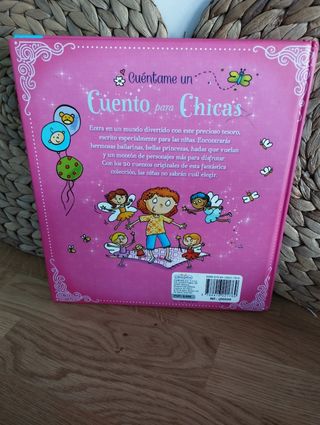 Cuéntame un
Cuento para Chicas
Entra en un mundo divertido con este precioso tesoro,
escrito especialmente para las niñas. Encontrarás
hermosas bailarinas, bellas princesas, hadas que vuelan
y un montón de personajes más para disfrutar.
Con los 20 cuentos originales de esta fantástica
colección, las niñas no sabrán cuál elegir.